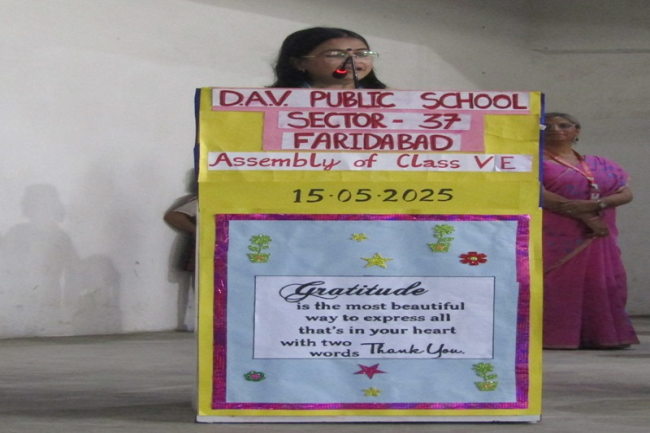 D.A.V. PUBLIC SCHOOL
SECTOR - 37
FARIDABAD
Assembly of Class V E
15.05.2025
Gratitude
is the most beautiful
way to express all
that's in your heart
with two
words Thank You.